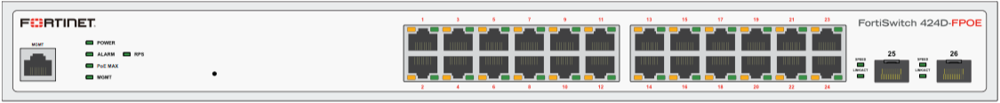 FORTINET
MGMT
POWER
ALARM RPS
PoE MAX
MGMT
1 3 5 7 9 11
2 4 6 8 10 12
13 15 17 19 21 23
14 16 18 20 22 24
FortiSwitch 424D-FPOE
SPEED
LINK/ACT
25
SPEED
LINK/ACT
26